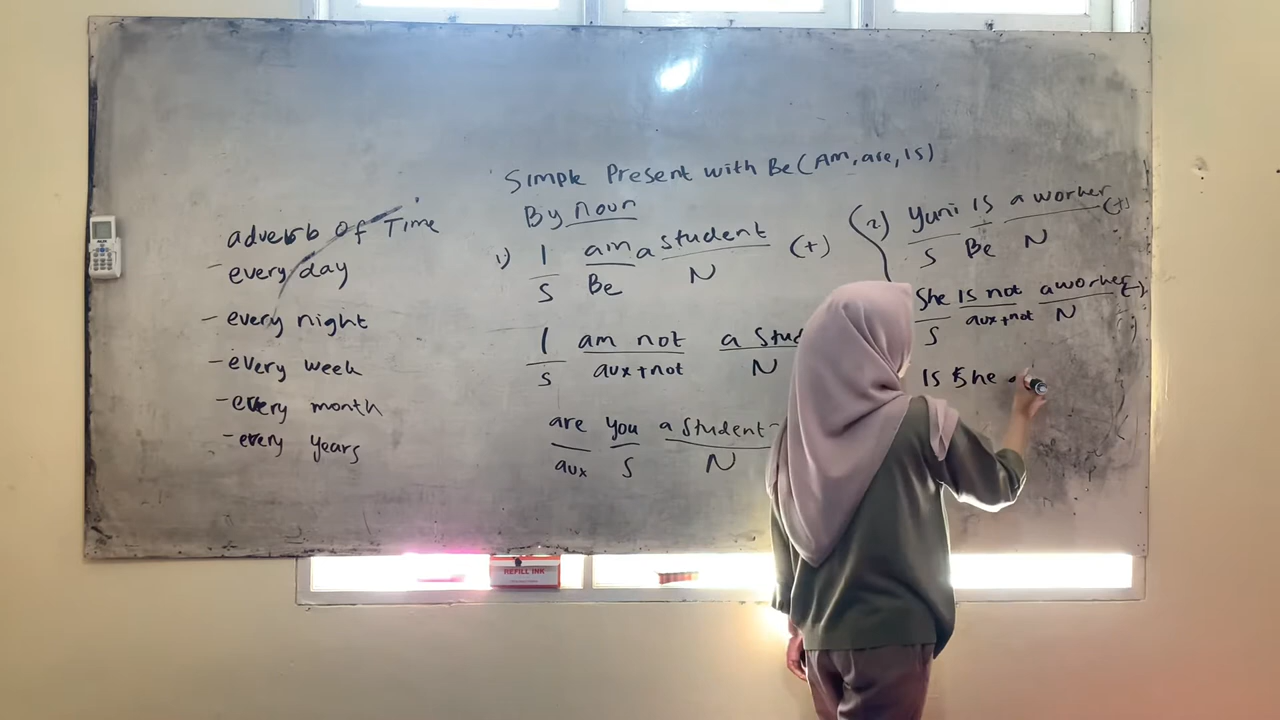 Simple Present with Be (Am, are, is)
By noun
adverb of Time
- every day
- every night
- every week
- every month
- every years
1) I am a student (+)
S Be N
I am not a Stud
S aux+not N
are you a student
aux S N
(2) Yuni is a worker (+)
S Be N
She is not a worker (-)
S aux+not N
Is She
REFILL INK